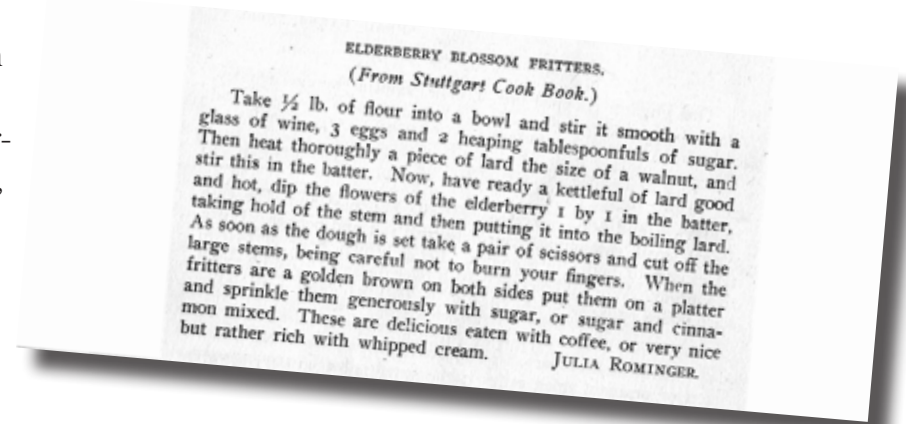 ELDERBERRY BLOSSOM FRITTERS.
(From Stuttgart Cook Book.)
Take ½ lb. of flour into a bowl and stir it smooth with a
glass of wine, 3 eggs and 2 heaping tablespoonfuls of sugar.
Then heat thoroughly a piece of lard the size of a walnut, and
stir this in the batter. Now, have ready a kettleful of lard good
and hot, dip the flowers of the elderberry 1 by 1 in the batter,
taking hold of the stem and then putting it into the boiling lard.
As soon as the dough is set take a pair of scissors and cut off the
large stems, being careful not to burn your fingers. When the
fritters are a golden brown on both sides put them on a platter
and sprinkle them generously with sugar, or sugar and cinna-
mon mixed. These are delicious eaten with coffee, or very nice
but rather rich with whipped cream. JULIA ROMINGER.